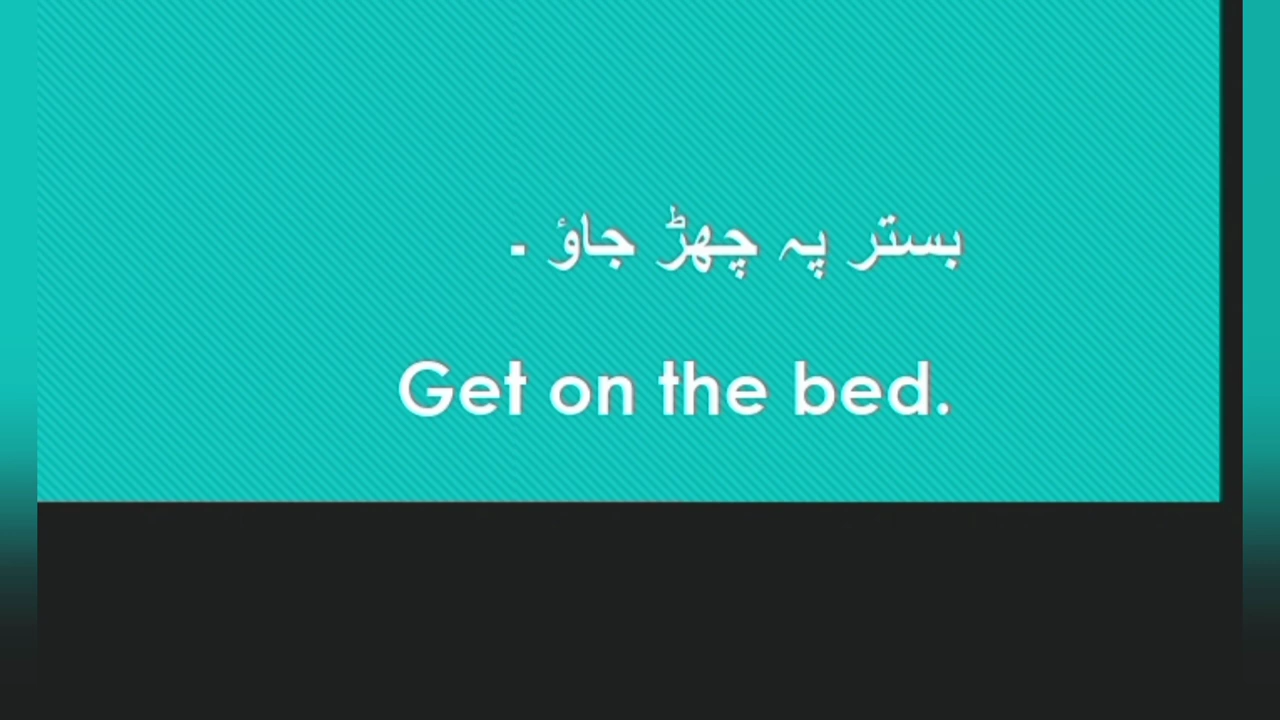 بستر پہ چھڑ جاؤ ۔
Get on the bed.